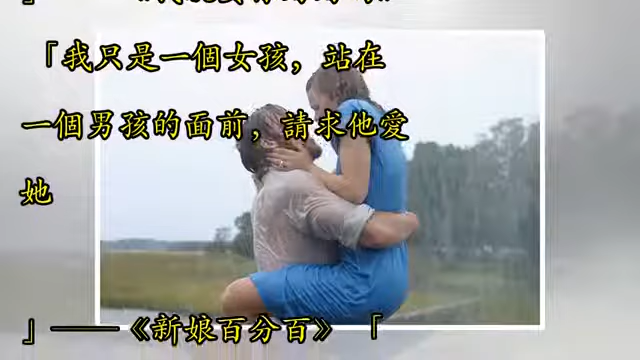 「我只是一個女孩，站在
一個男孩的面前，請求他愛
她
」——《新娘百分百》 「